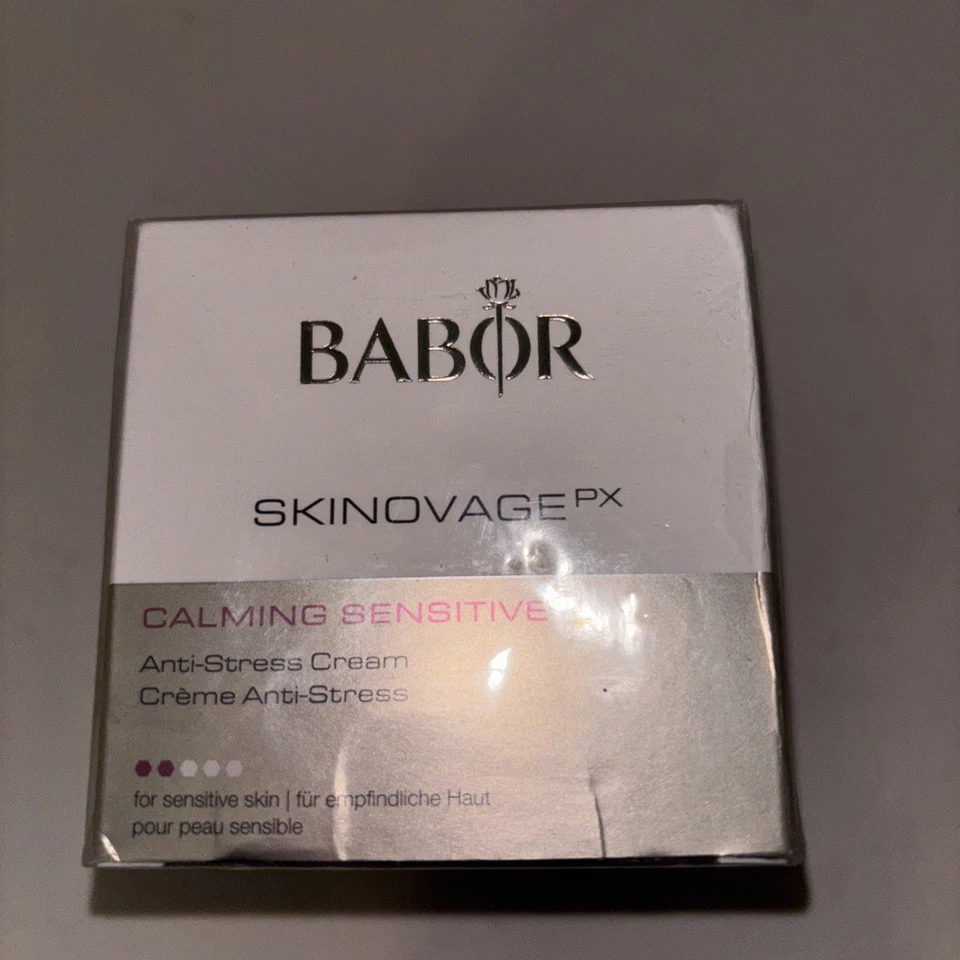 BABOR
SKINOVAGE PX
CALMING SENSITIVE
Anti-Stress Cream
Crème Anti-Stress
for sensitive skin | für empfindliche Haut
pour peau sensible